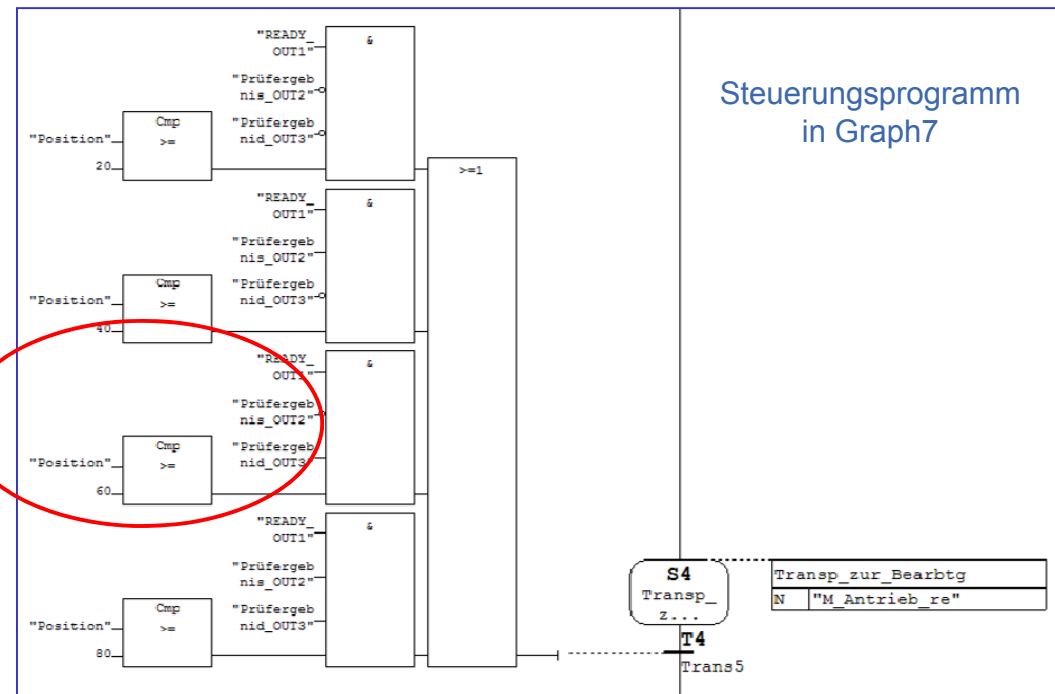 Steuerungsprogramm
in Graph7
"READY_
OUT1"
&
"Prüfergeb
nis_OUT2"
"Prüfergeb
nid_OUT3"
Cmp
"Position"
>=
20
>=1
"READY_
OUT1"
&
"Prüfergeb
nis_OUT2"
"Prüfergeb
nid_OUT3"
Cmp
"Position"
>=
40
"READY_
OUT1"
&
"Prüfergeb
nis_OUT2"
"Prüfergeb
nid_OUT3"
Cmp
"Position"
>=
60
"READY_
OUT1"
&
"Prüfergeb
nis_OUT2"
"Prüfergeb
nid_OUT3"
Cmp
"Position"
>=
80
S4
Transp_
z...
Transp_zur_Bearbtg
N "M_Antrieb_re"
T4
Trans5